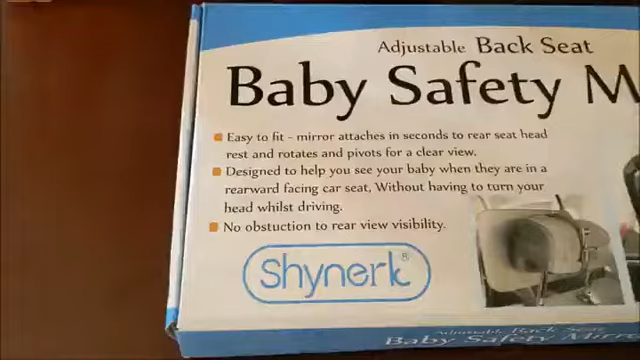 Adjustable Back Seat
Baby Safety M
Easy to fit - mirror attaches in seconds to rear seat head
rest and rotates and pivots for a clear view.
Designed to help you see your baby when they are in a
rearward facing car seat, Without having to turn your
head whilst driving.
No obstuction to rear view visibility.
Shynerk®
Adjustable Back Seat
Baby Safety Mirro